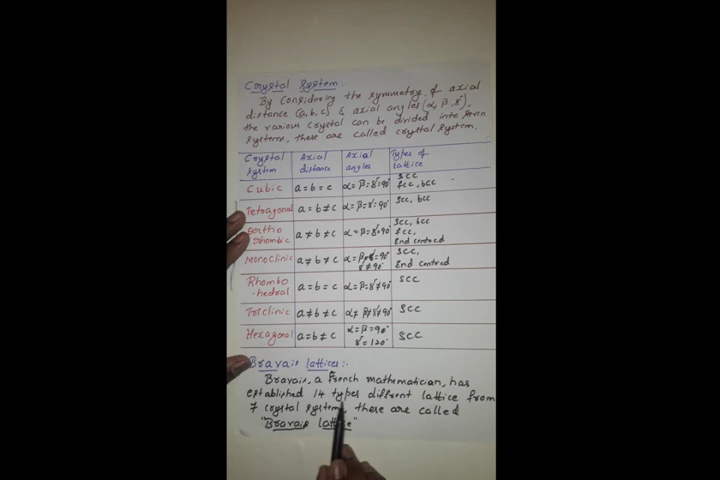 Crystal System:
By Considering the symmetry of axial
distance (a,b,c) & axial angles (α, β, γ),
the various crystal can be divided into seven
systems, these are called crystal system.
Crystal system | Axial distance | Axial angles | Types of lattice
Cubic | a = b = c | α = β = γ = 90° | SCC FCC, bCC
Tetragonal | a = b ≠ c | α = β = γ = 90° | SCC, bCC
Ortho rhombic | a ≠ b ≠ c | α = β = γ = 90° | SCC, bCC FCC, End centred
Monoclinic | a ≠ b ≠ c | α = β = 90° γ ≠ 90° | SCC, End centred
Rhombo -hedral | a = b = c | α = β = γ ≠ 90° | SCC
Triclinic | a ≠ b ≠ c | α ≠ β ≠ γ ≠ 90° | SCC
Hexagonal | a = b ≠ c | α = β = 90° γ = 120° | SCC
Bravais lattices:-
Bravais, a French mathematician, has
established 14 types different lattice from
7 crystal system, these are called
"Bravais lattice"